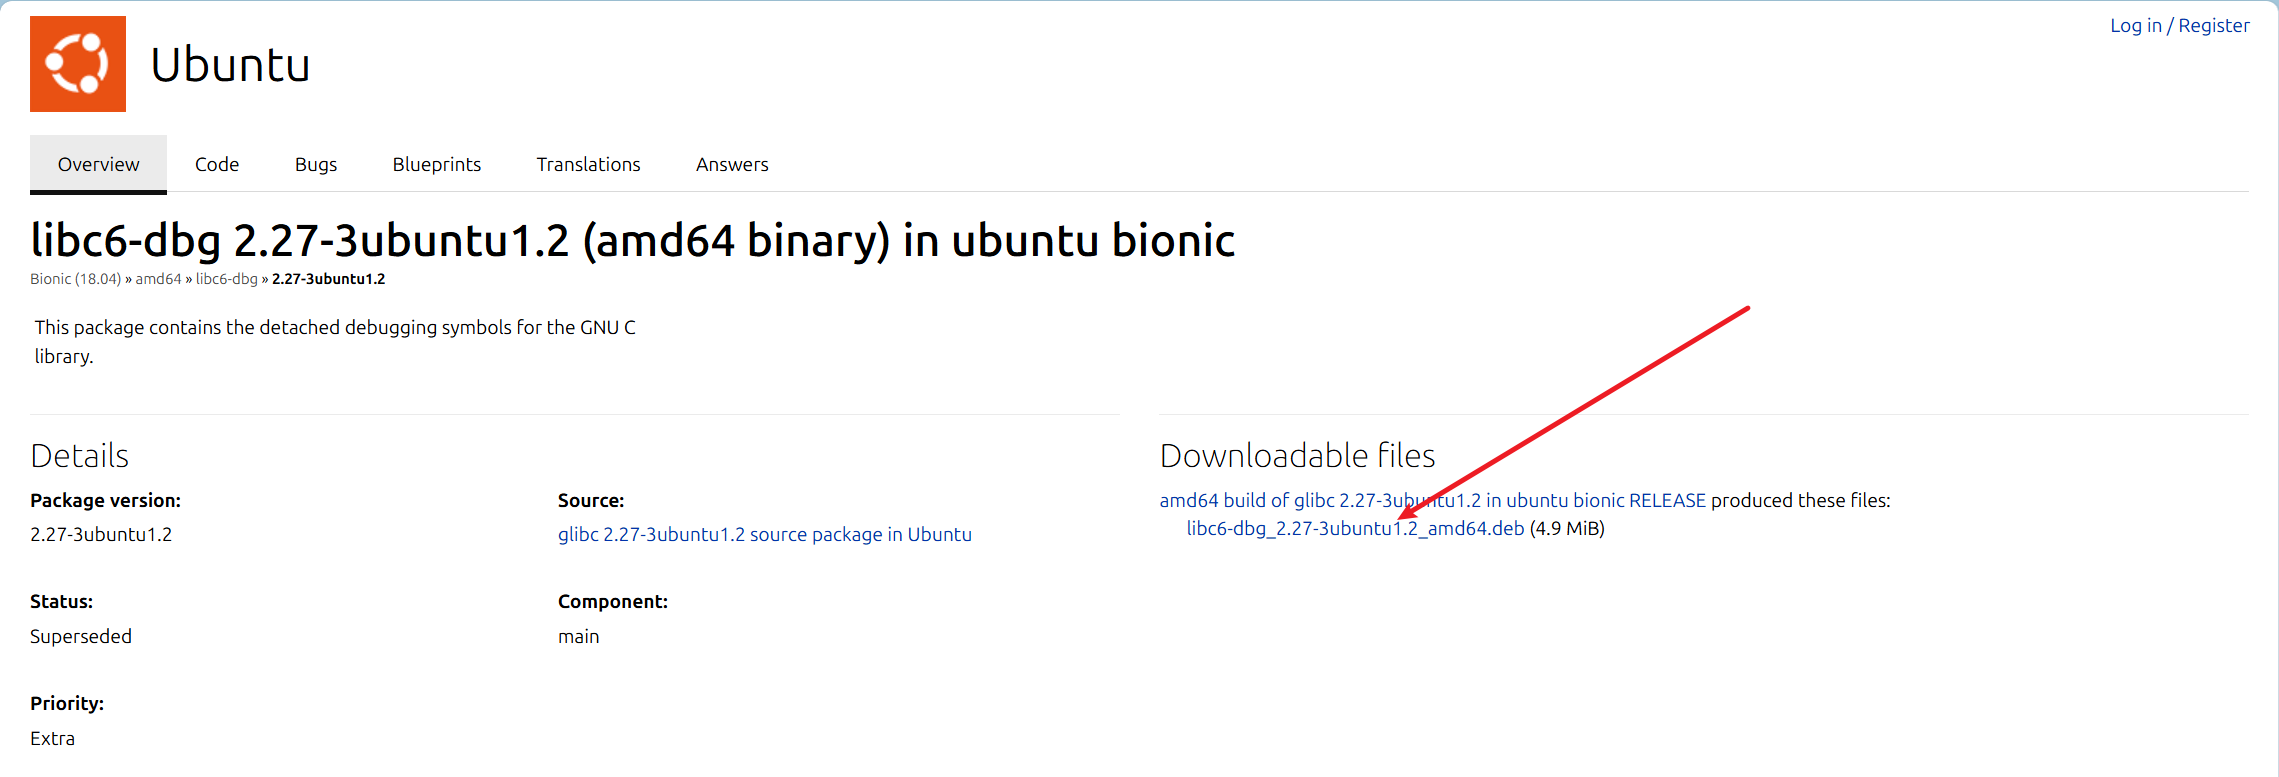 Log in / Register
Ubuntu
Overview Code Bugs Blueprints Translations Answers
libc6-dbg 2.27-3ubuntu1.2 (amd64 binary) in ubuntu bionic
Bionic (18.04) » amd64 » libc6-dbg » 2.27-3ubuntu1.2
This package contains the detached debugging symbols for the GNU C
library.
Details
Package version:
2.27-3ubuntu1.2
Source:
glibc 2.27-3ubuntu1.2 source package in Ubuntu
Status:
Superseded
Component:
main
Priority:
Extra
Downloadable files
amd64 build of glibc 2.27-3ubuntu1.2 in ubuntu bionic RELEASE produced these files:
libc6-dbg_2.27-3ubuntu1.2_amd64.deb (4.9 MiB)